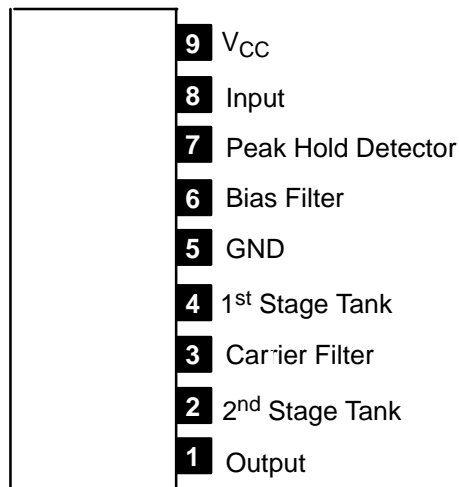 9 VCC
8 Input
7 Peak Hold Detector
6 Bias Filter
5 GND
4 1st Stage Tank
3 Carrier Filter
2 2nd Stage Tank
1 Output